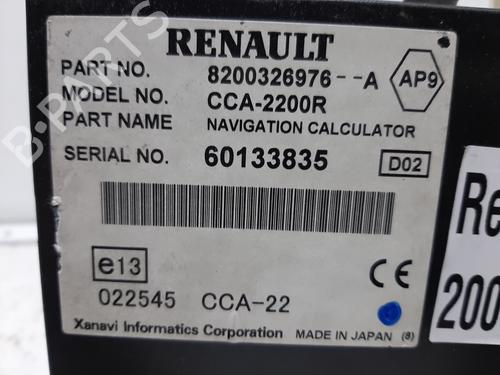 RENAULT
PART NO. 8200326976--A AP9
MODEL NO. CCA-2200R
PART NAME NAVIGATION CALCULATOR
SERIAL NO. 60133835 D02
e13
CE
022545 CCA-22
Xanavi Informatics Corporation MADE IN JAPAN (8)
Re
200
B-PARTS